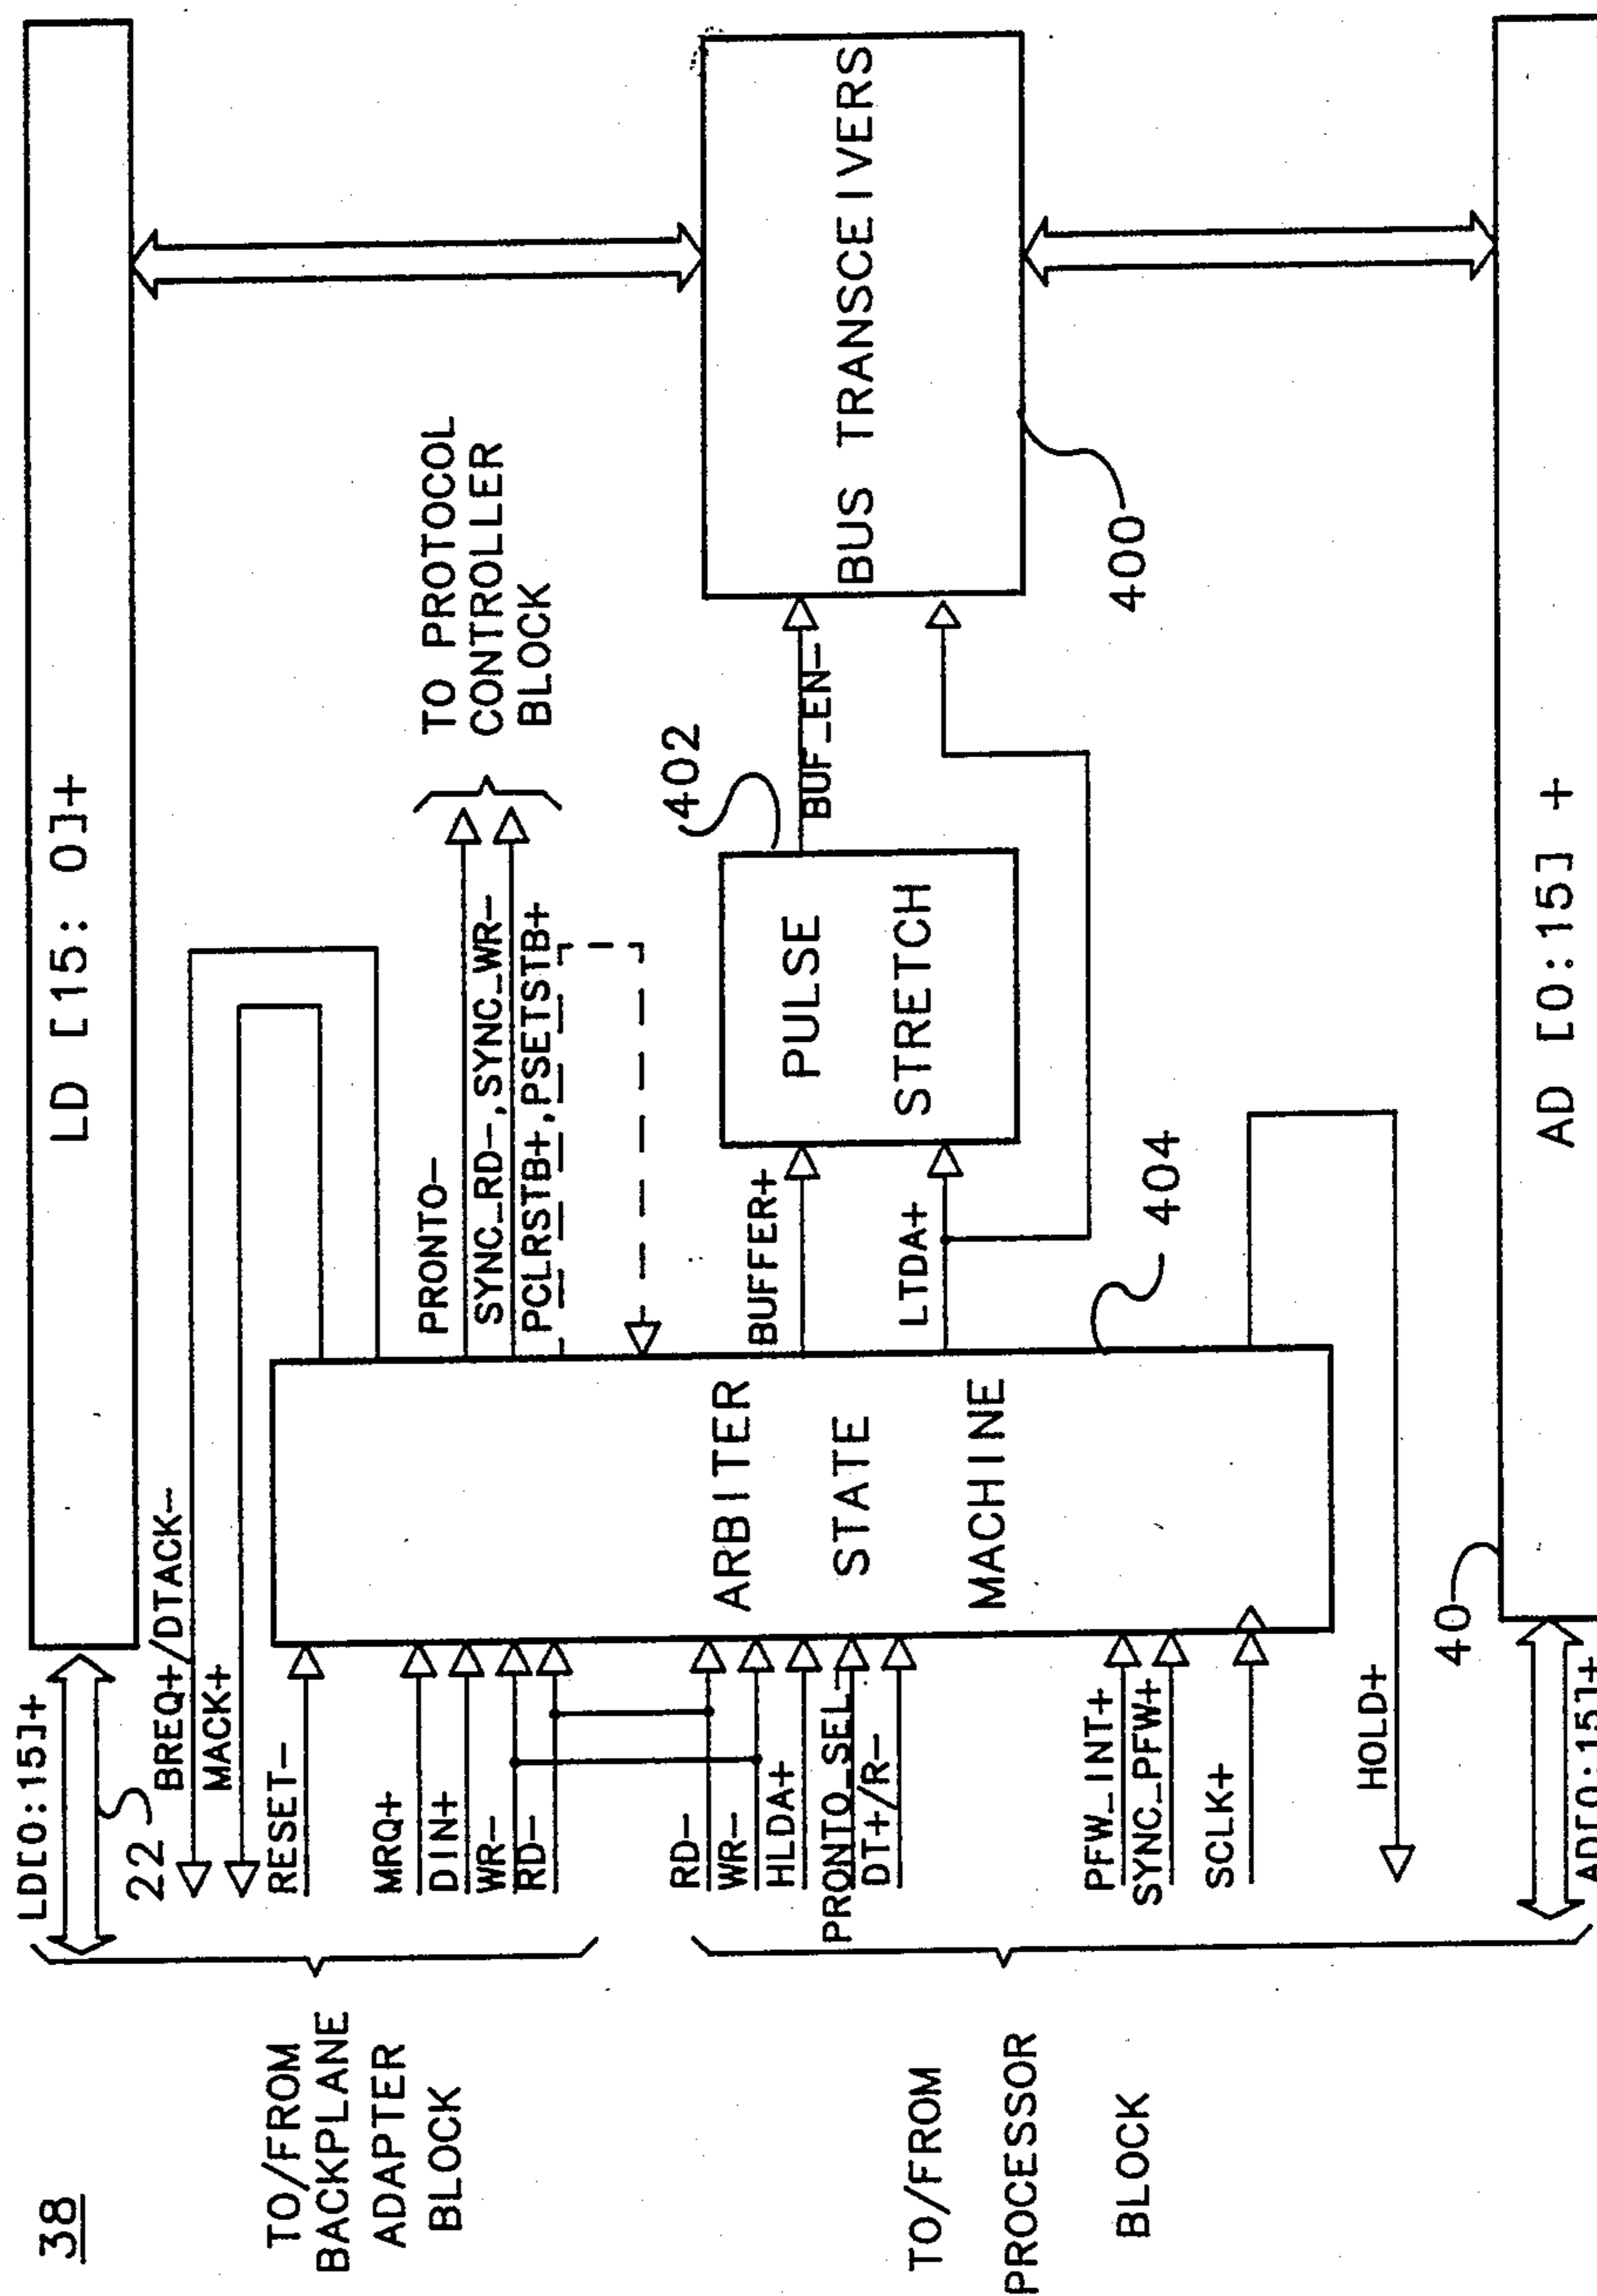 38
TO/FROM
BACKPLANE
ADAPTER
BLOCK
TO/FROM
PROCESSOR
BLOCK
LD[0:15]+
22
BREQ+/DTACK-
MACK+
RESET-
MRQ+
DIN+
WR-
RD-
RD-
WR-
HLDA+
PRONTO_SEL-
DT+/R-
PFW_INT+
SYNC_PFW+
SCLK+
HOLD+
40
AD[0:15]+
LD [15: 0]+
ARBITER
STATE
MACHINE
404
PRONTO-
SYNC_RD-,SYNC_WR-
PCLRSTB+,PSETSTB+
TO PROTOCOL
CONTROLLER
BLOCK
BUFFER+
LTDA+
PULSE
STRETCH
402
BUF_EN-
BUS TRANSCEIVERS
400
AD [0:15] +